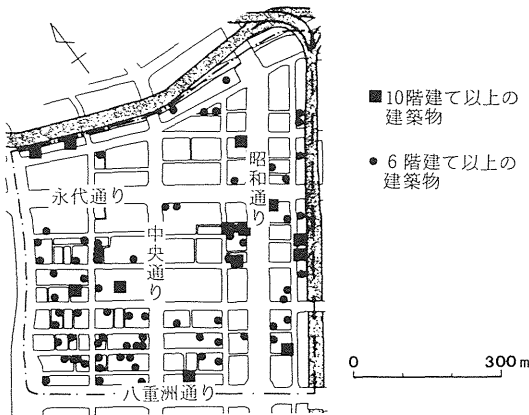 ■10階建て以上の
建築物
● 6階建て以上の
建築物
昭和通り
永代通り
中央通り
八重洲通り
0 300m